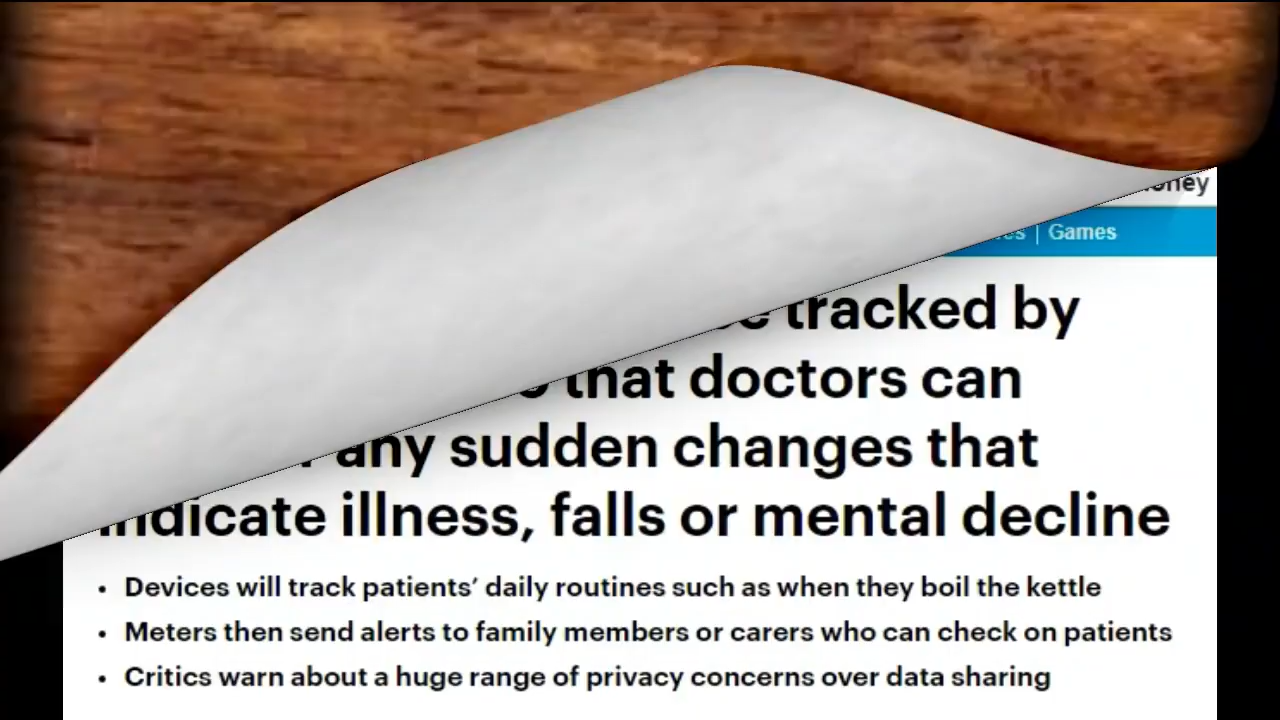 Games
tracked by
that doctors can
any sudden changes that
indicate illness, falls or mental decline
• Devices will track patients’ daily routines such as when they boil the kettle
• Meters then send alerts to family members or carers who can check on patients
• Critics warn about a huge range of privacy concerns over data sharing